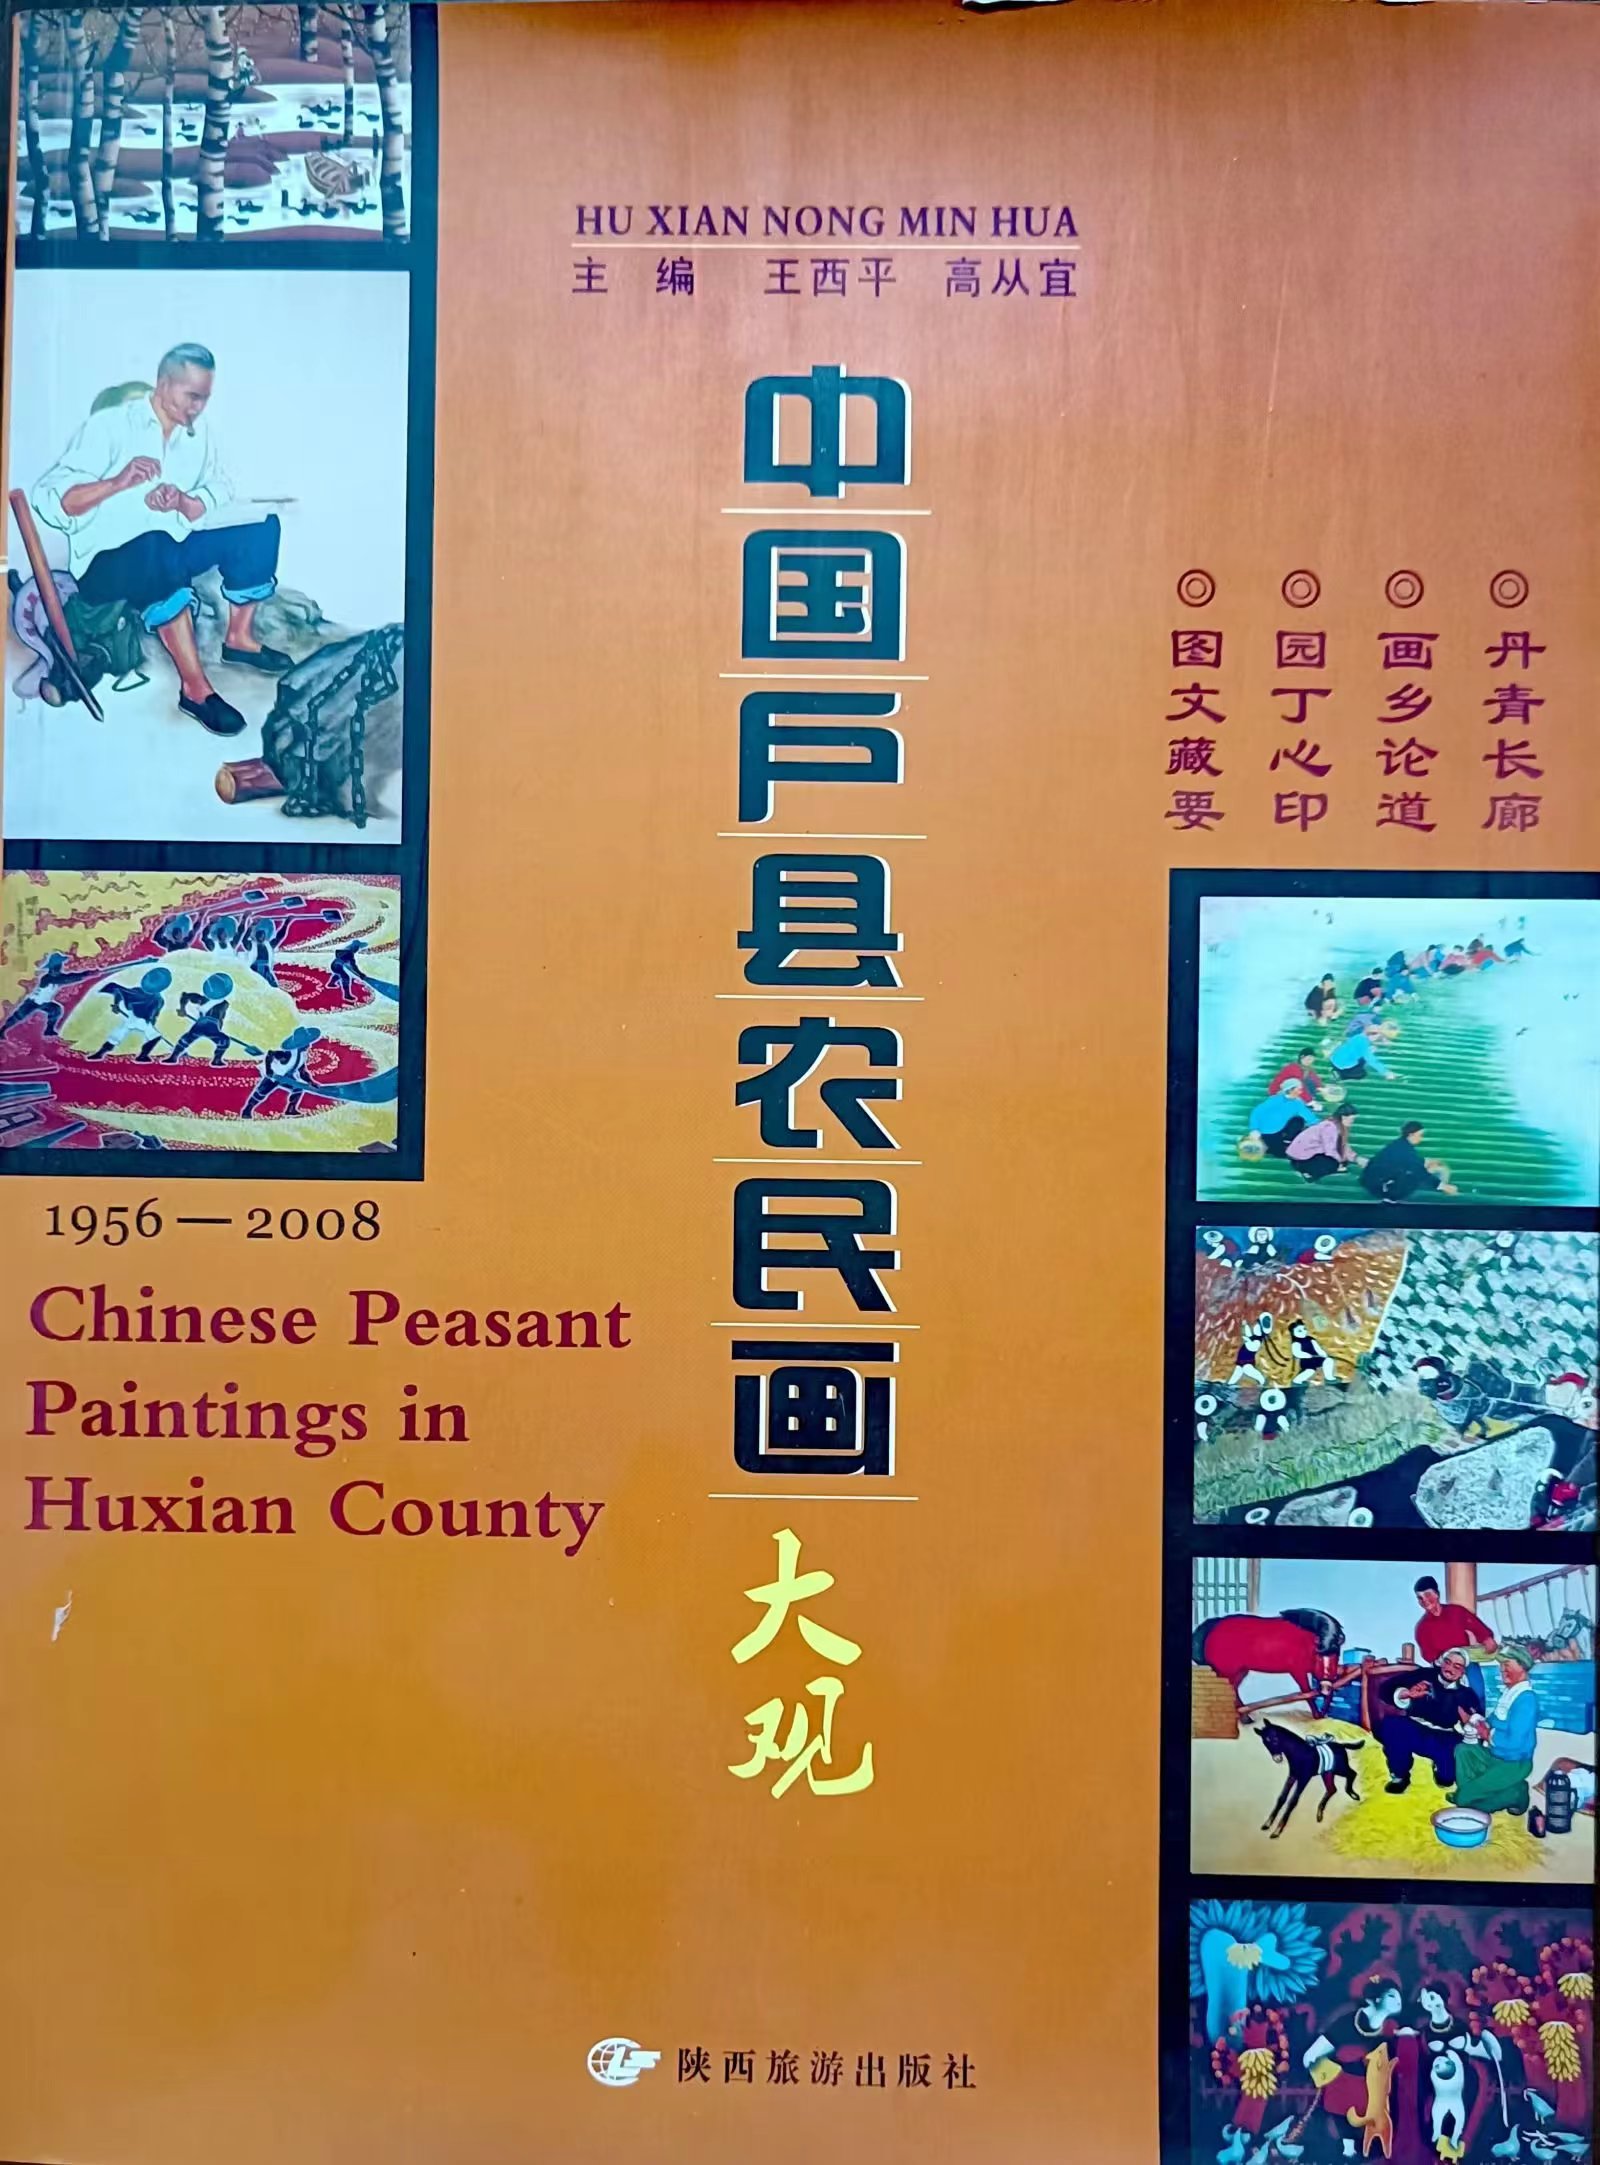 HU XIAN NONG MIN HUA
主 编 王西平 高从宜
中国户县农民画
大观
丹青长廊
画乡论道
园丁心印
图文藏要
1956—2008
Chinese Peasant
Paintings in
Huxian County
陕西旅游出版社